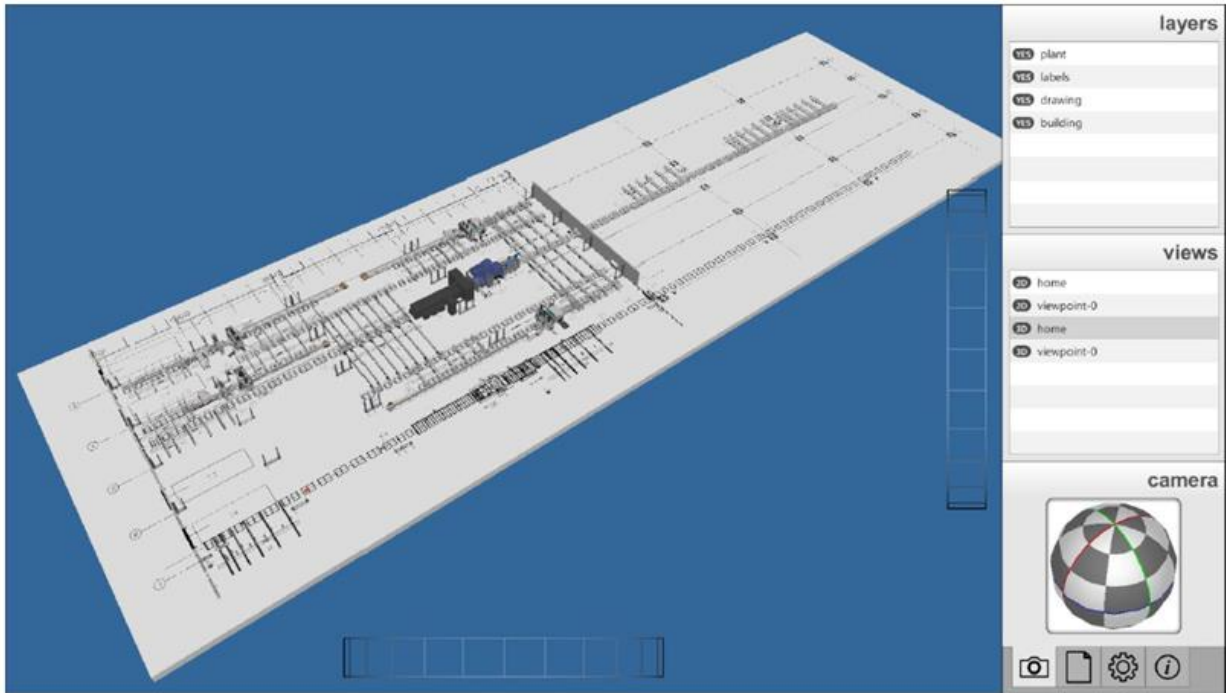 layers
YES plant
YES labels
YES drawing
YES building
views
2D home
2D viewpoint-0
3D home
3D viewpoint-0
camera